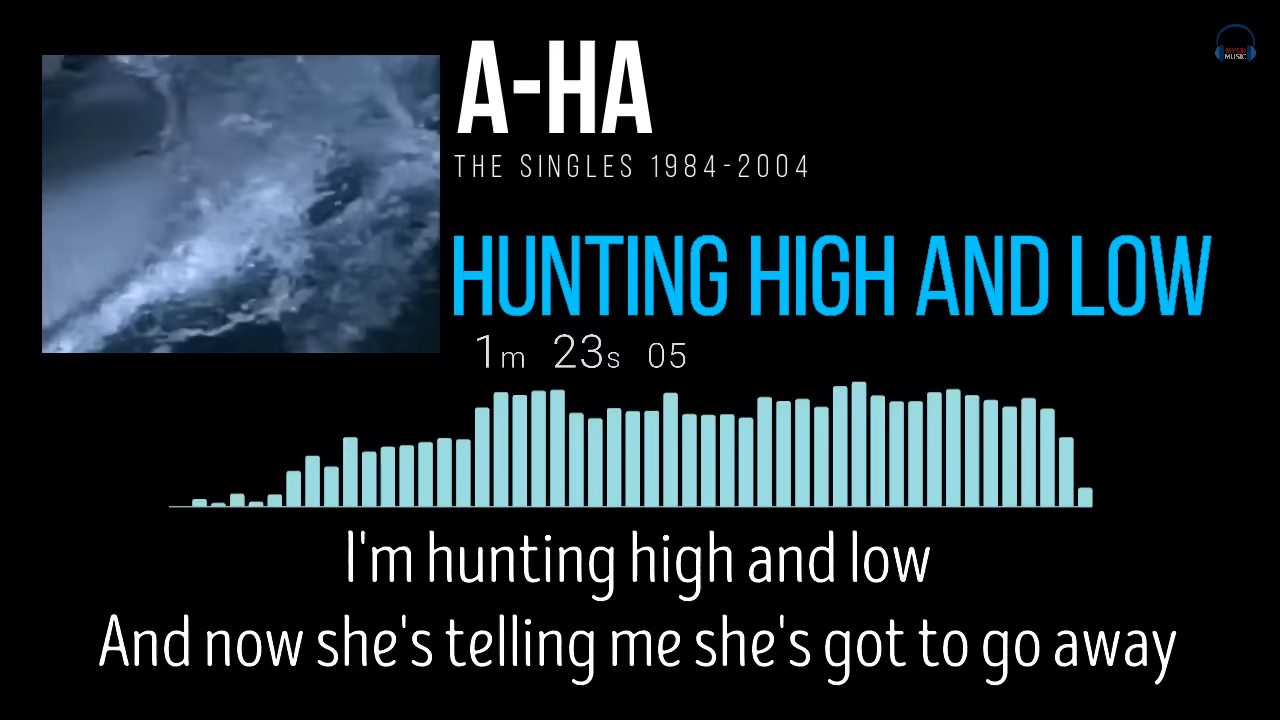 A-HA
THE SINGLES 1984-2004
HUNTING HIGH AND LOW
1m 23s 05
I'm hunting high and low
And now she's telling me she's got to go away
MUSIC